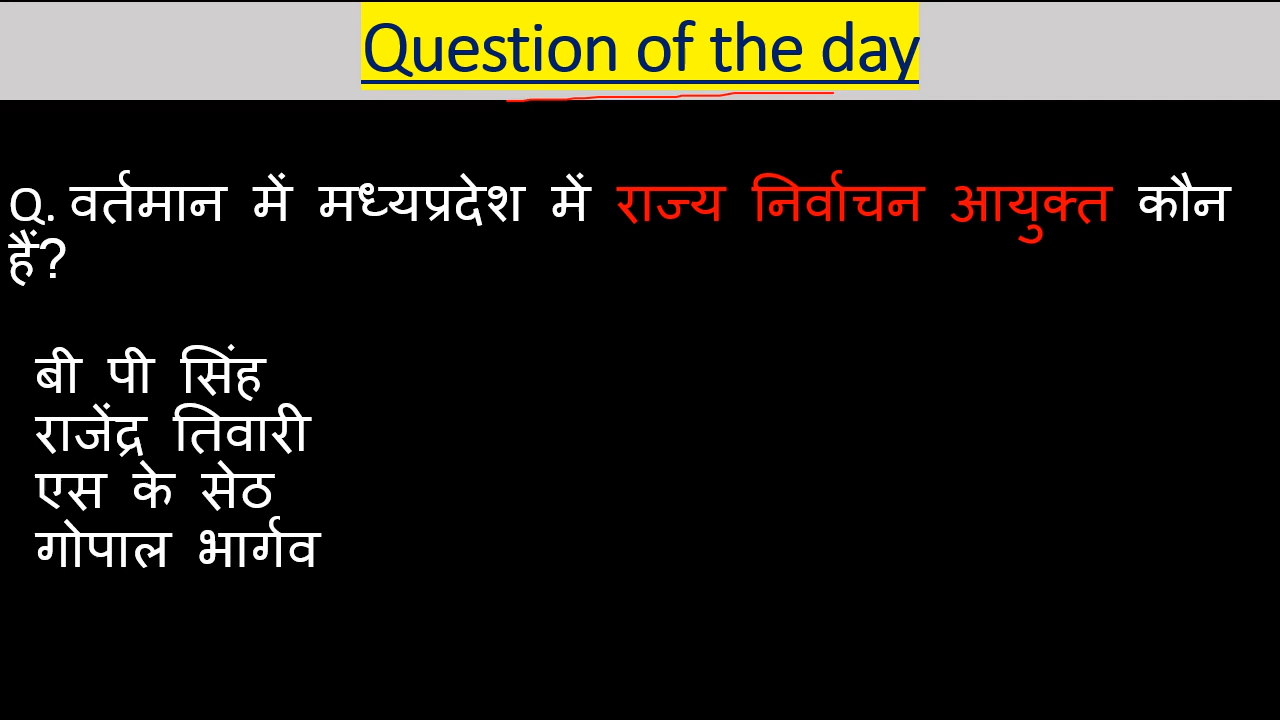 Question of the day
Q. वर्तमान में मध्यप्रदेश में राज्य निर्वाचन आयुक्त कौन
हैं?
बी पी सिंह
राजेंद्र तिवारी
एस के सेठ
गोपाल भार्गव